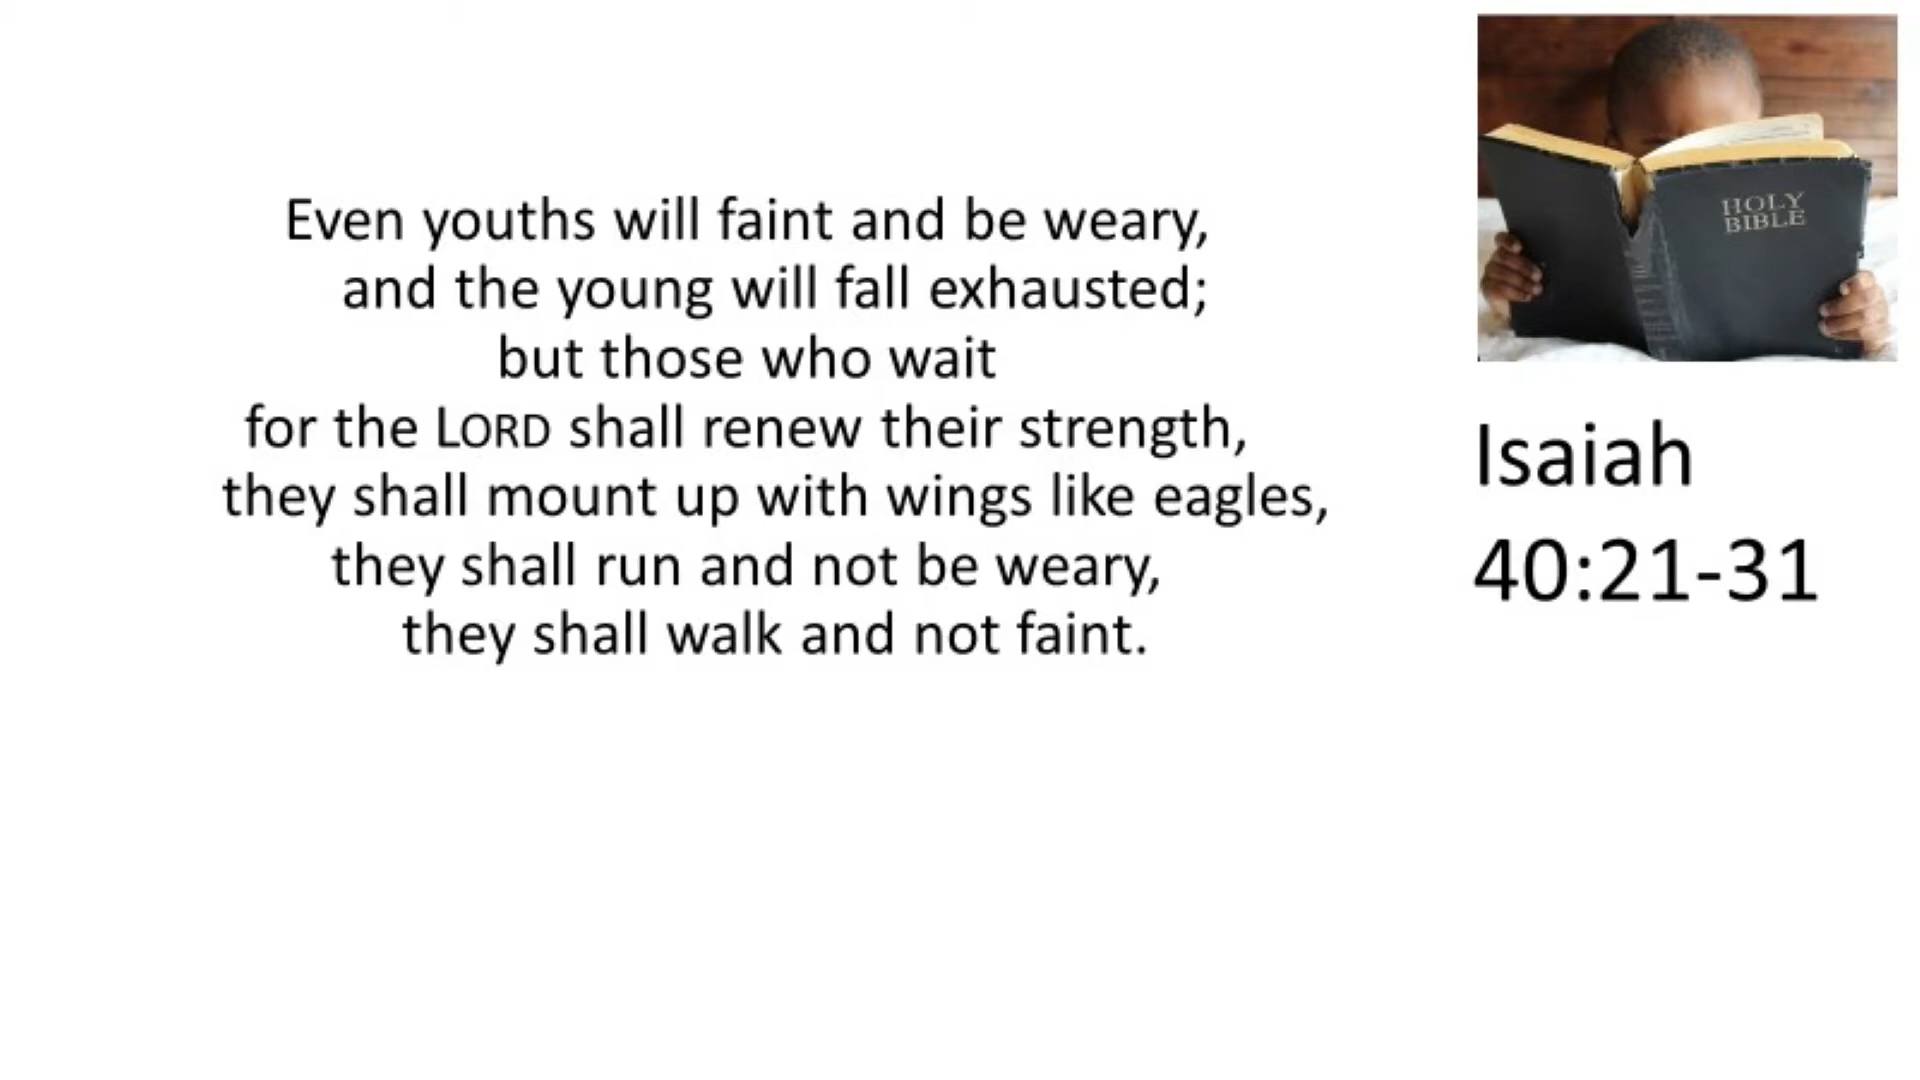 Even youths will faint and be weary,
and the young will fall exhausted;
but those who wait
for the LORD shall renew their strength,
they shall mount up with wings like eagles,
they shall run and not be weary,
they shall walk and not faint.
HOLY
BIBLE
Isaiah
40:21-31